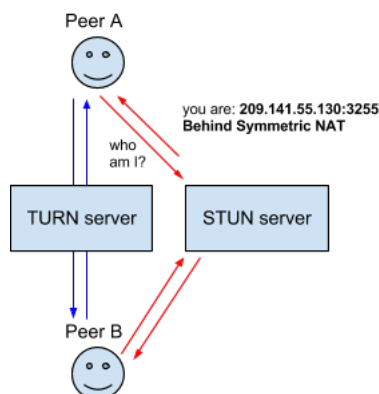 Peer A
you are: 209.141.55.130:3255
Behind Symmetric NAT
who
am I?
TURN server
STUN server
Peer B